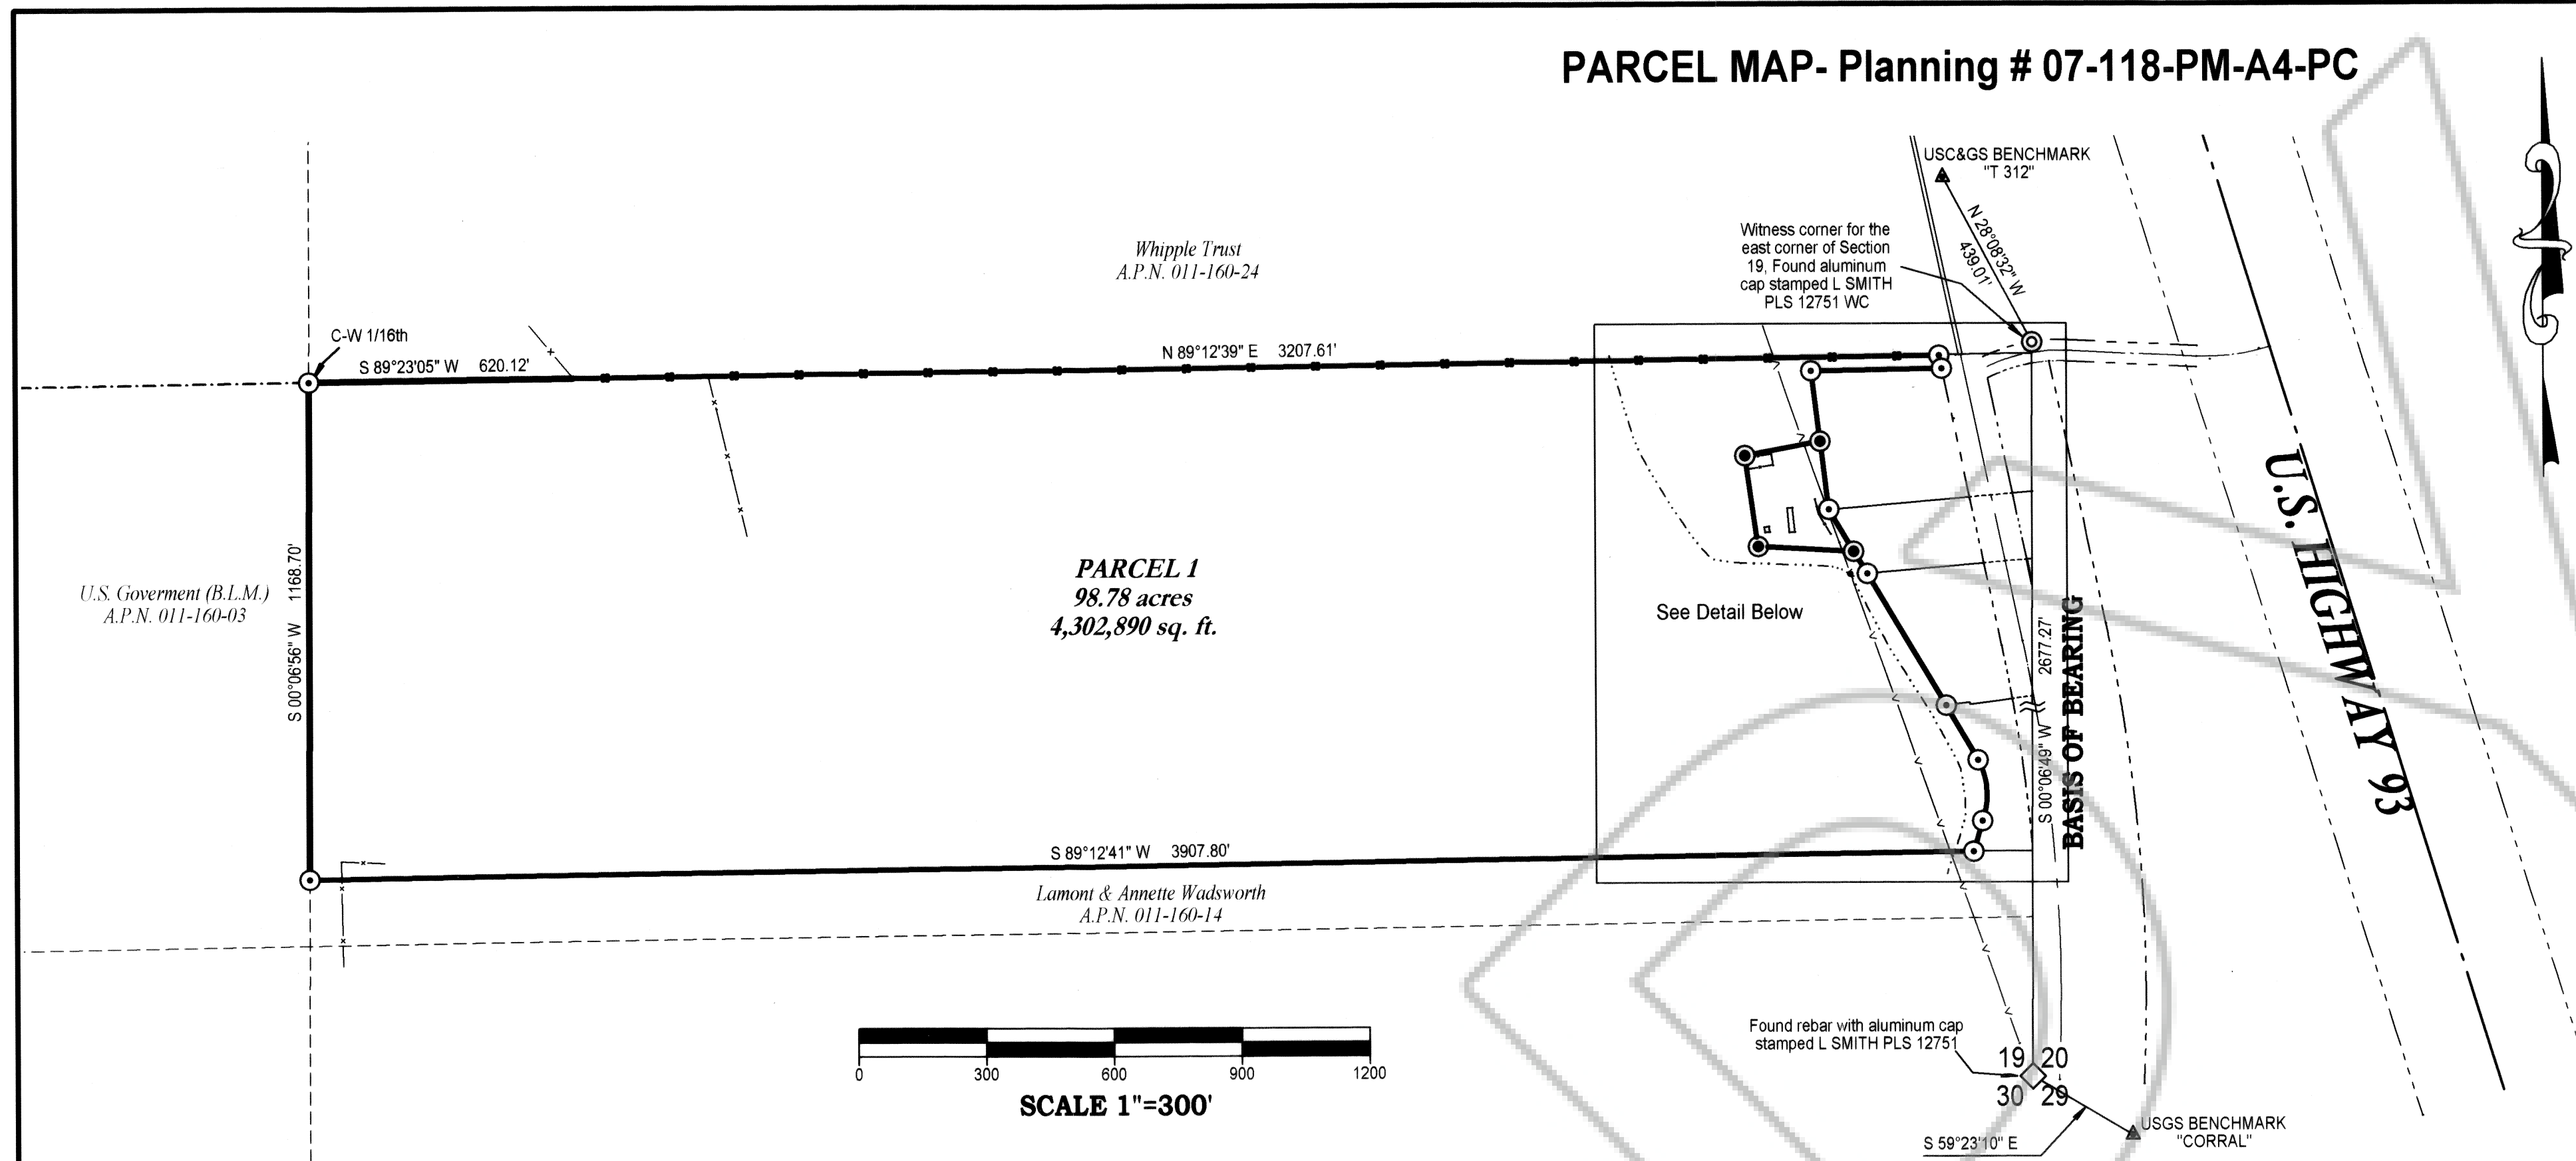 PARCEL MAP- Planning # 07-118-PM-A4-PC
USC&GS BENCHMARK
"T 312"
N 28°08'32" W
439.01'
Witness corner for the
east corner of Section
19, Found aluminum
cap stamped L SMITH
PLS 12751 WC
Whipple Trust
A.P.N. 011-160-24
C-W 1/16th
S 89°23'05" W 620.12'
N 89°12'39" E 3207.61'
U.S. HIGHWAY 93
U.S. Goverment (B.L.M.)
A.P.N. 011-160-03
S 00°06'56" W 1168.70'
PARCEL 1
98.78 acres
4,302,890 sq. ft.
See Detail Below
S 00°06'49" W 2677.27'
BASIS OF BEARING
S 89°12'41" W 3907.80'
Lamont & Annette Wadsworth
A.P.N. 011-160-14
0 300 600 900 1200
SCALE 1"=300'
Found rebar with aluminum cap
stamped L SMITH PLS 12751
19 20
30 29
S 59°23'10" E
USGS BENCHMARK
"CORRAL"